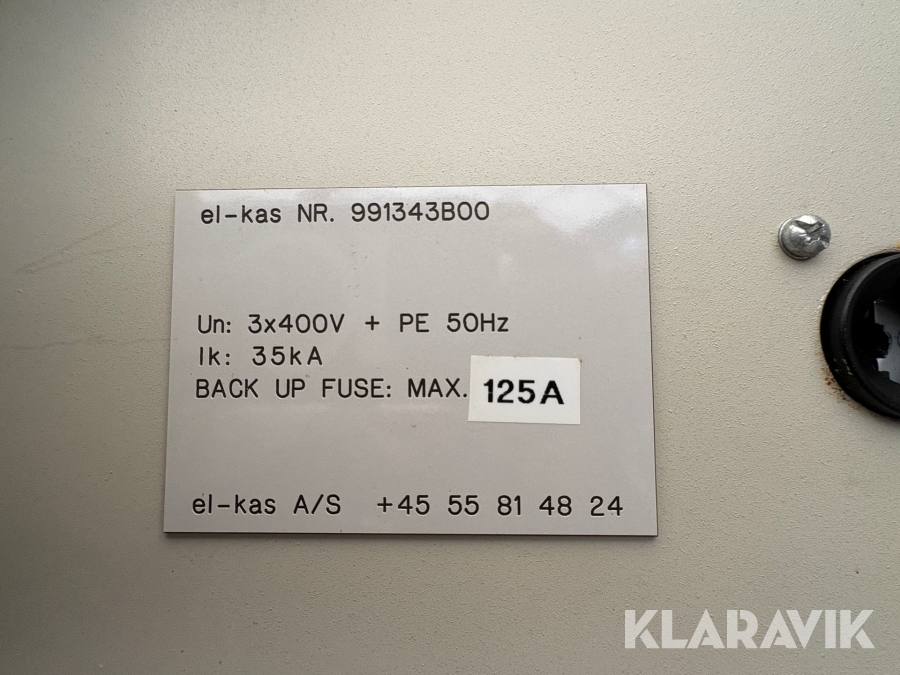 el-kas NR. 991343B00
Un: 3x400V + PE 50Hz
Ik: 35kA
BACK UP FUSE: MAX. 125A
el-kas A/S +45 55 81 48 24
KLARAVIK